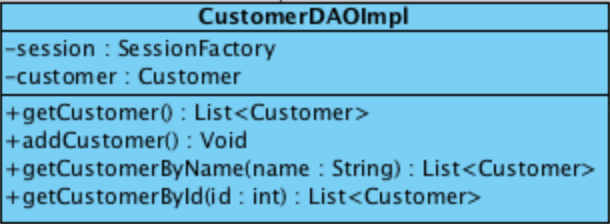 CustomerDAOImpl
-session : SessionFactory
-customer : Customer
+getCustomer() : List<Customer>
+addCustomer() : Void
+getCustomerByName(name : String) : List<Customer>
+getCustomerById(id : int) : List<Customer>